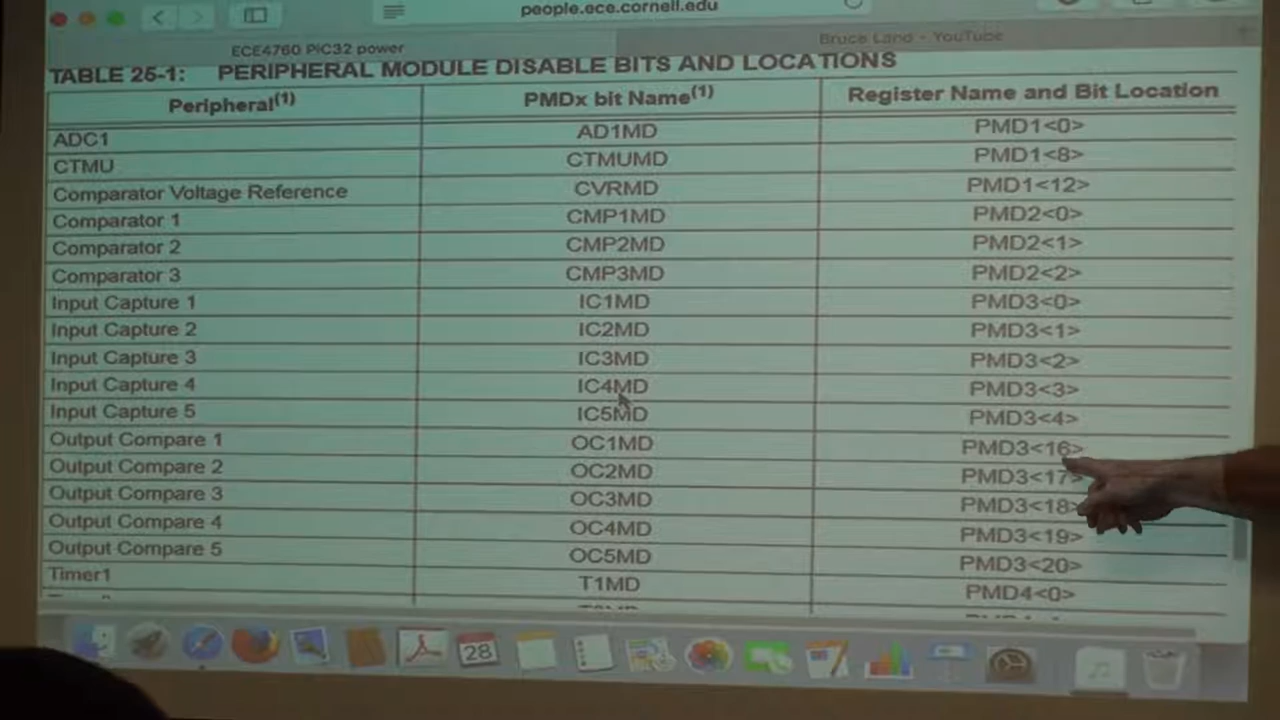 people.ece.cornell.edu
ECE4760 PIC32 power
Bruce Land - YouTube
TABLE 25-1: PERIPHERAL MODULE DISABLE BITS AND LOCATIONS
Peripheral(1) PMDx bit Name(1) Register Name and Bit Location
ADC1 AD1MD PMD1<0>
CTMU CTMUMD PMD1<8>
Comparator Voltage Reference CVRMD PMD1<12>
Comparator 1 CMP1MD PMD2<0>
Comparator 2 CMP2MD PMD2<1>
Comparator 3 CMP3MD PMD2<2>
Input Capture 1 IC1MD PMD3<0>
Input Capture 2 IC2MD PMD3<1>
Input Capture 3 IC3MD PMD3<2>
Input Capture 4 IC4MD PMD3<3>
Input Capture 5 IC5MD PMD3<4>
Output Compare 1 OC1MD PMD3<16>
Output Compare 2 OC2MD PMD3<17>
Output Compare 3 OC3MD PMD3<18>
Output Compare 4 OC4MD PMD3<19>
Output Compare 5 OC5MD PMD3<20>
Timer1 T1MD PMD4<0>
28